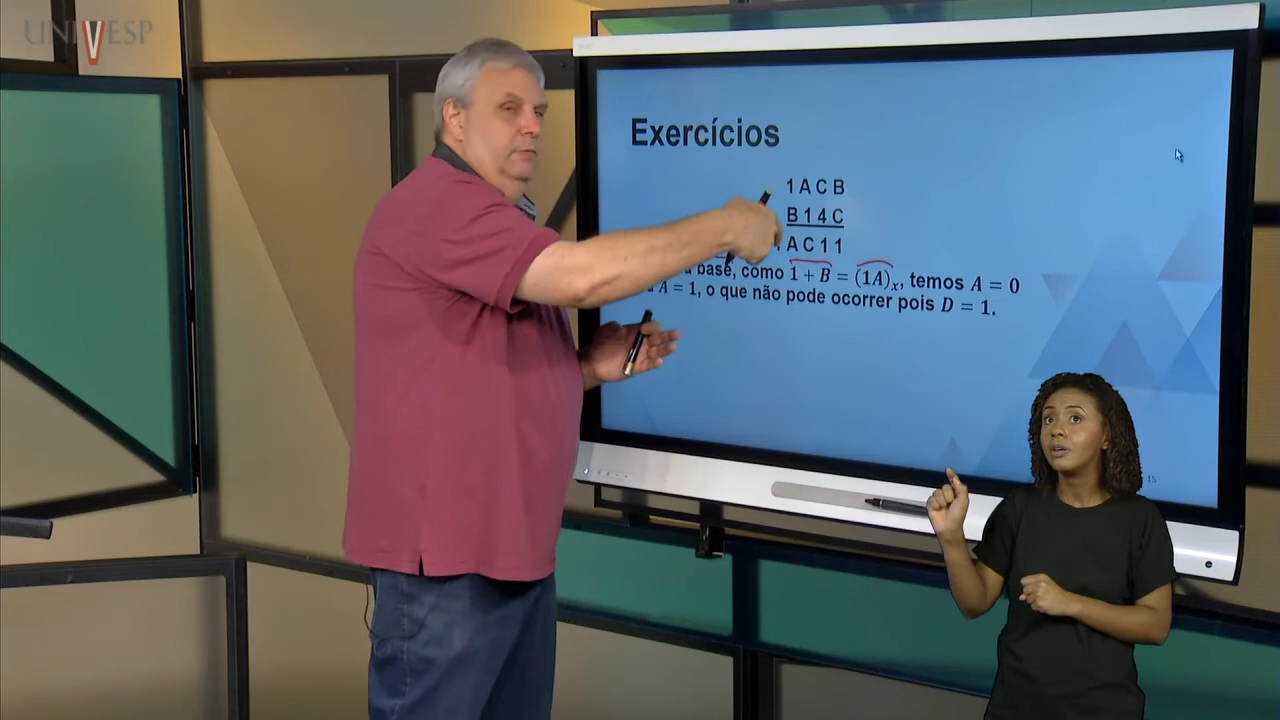 UNIVESP
Exercícios
1 A C B
B 1 4 C
A C 1 1
base, como 1 + B = (1A)ₓ, temos A = 0
A = 1, o que não pode ocorrer pois D = 1.
15